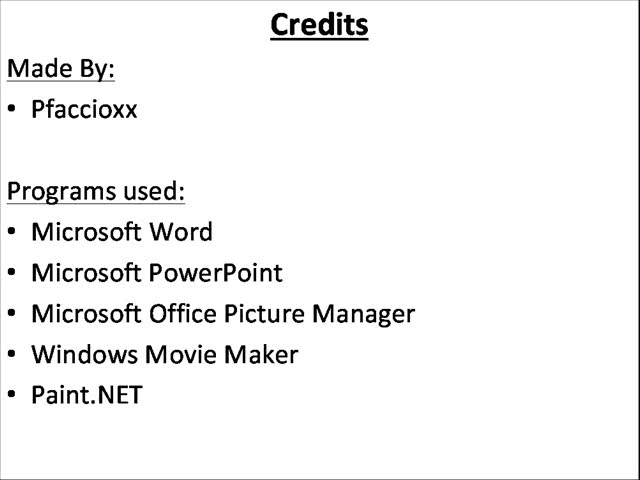 Credits
Made By:
• Pfaccioxx
Programs used:
• Microsoft Word
• Microsoft PowerPoint
• Microsoft Office Picture Manager
• Windows Movie Maker
• Paint.NET